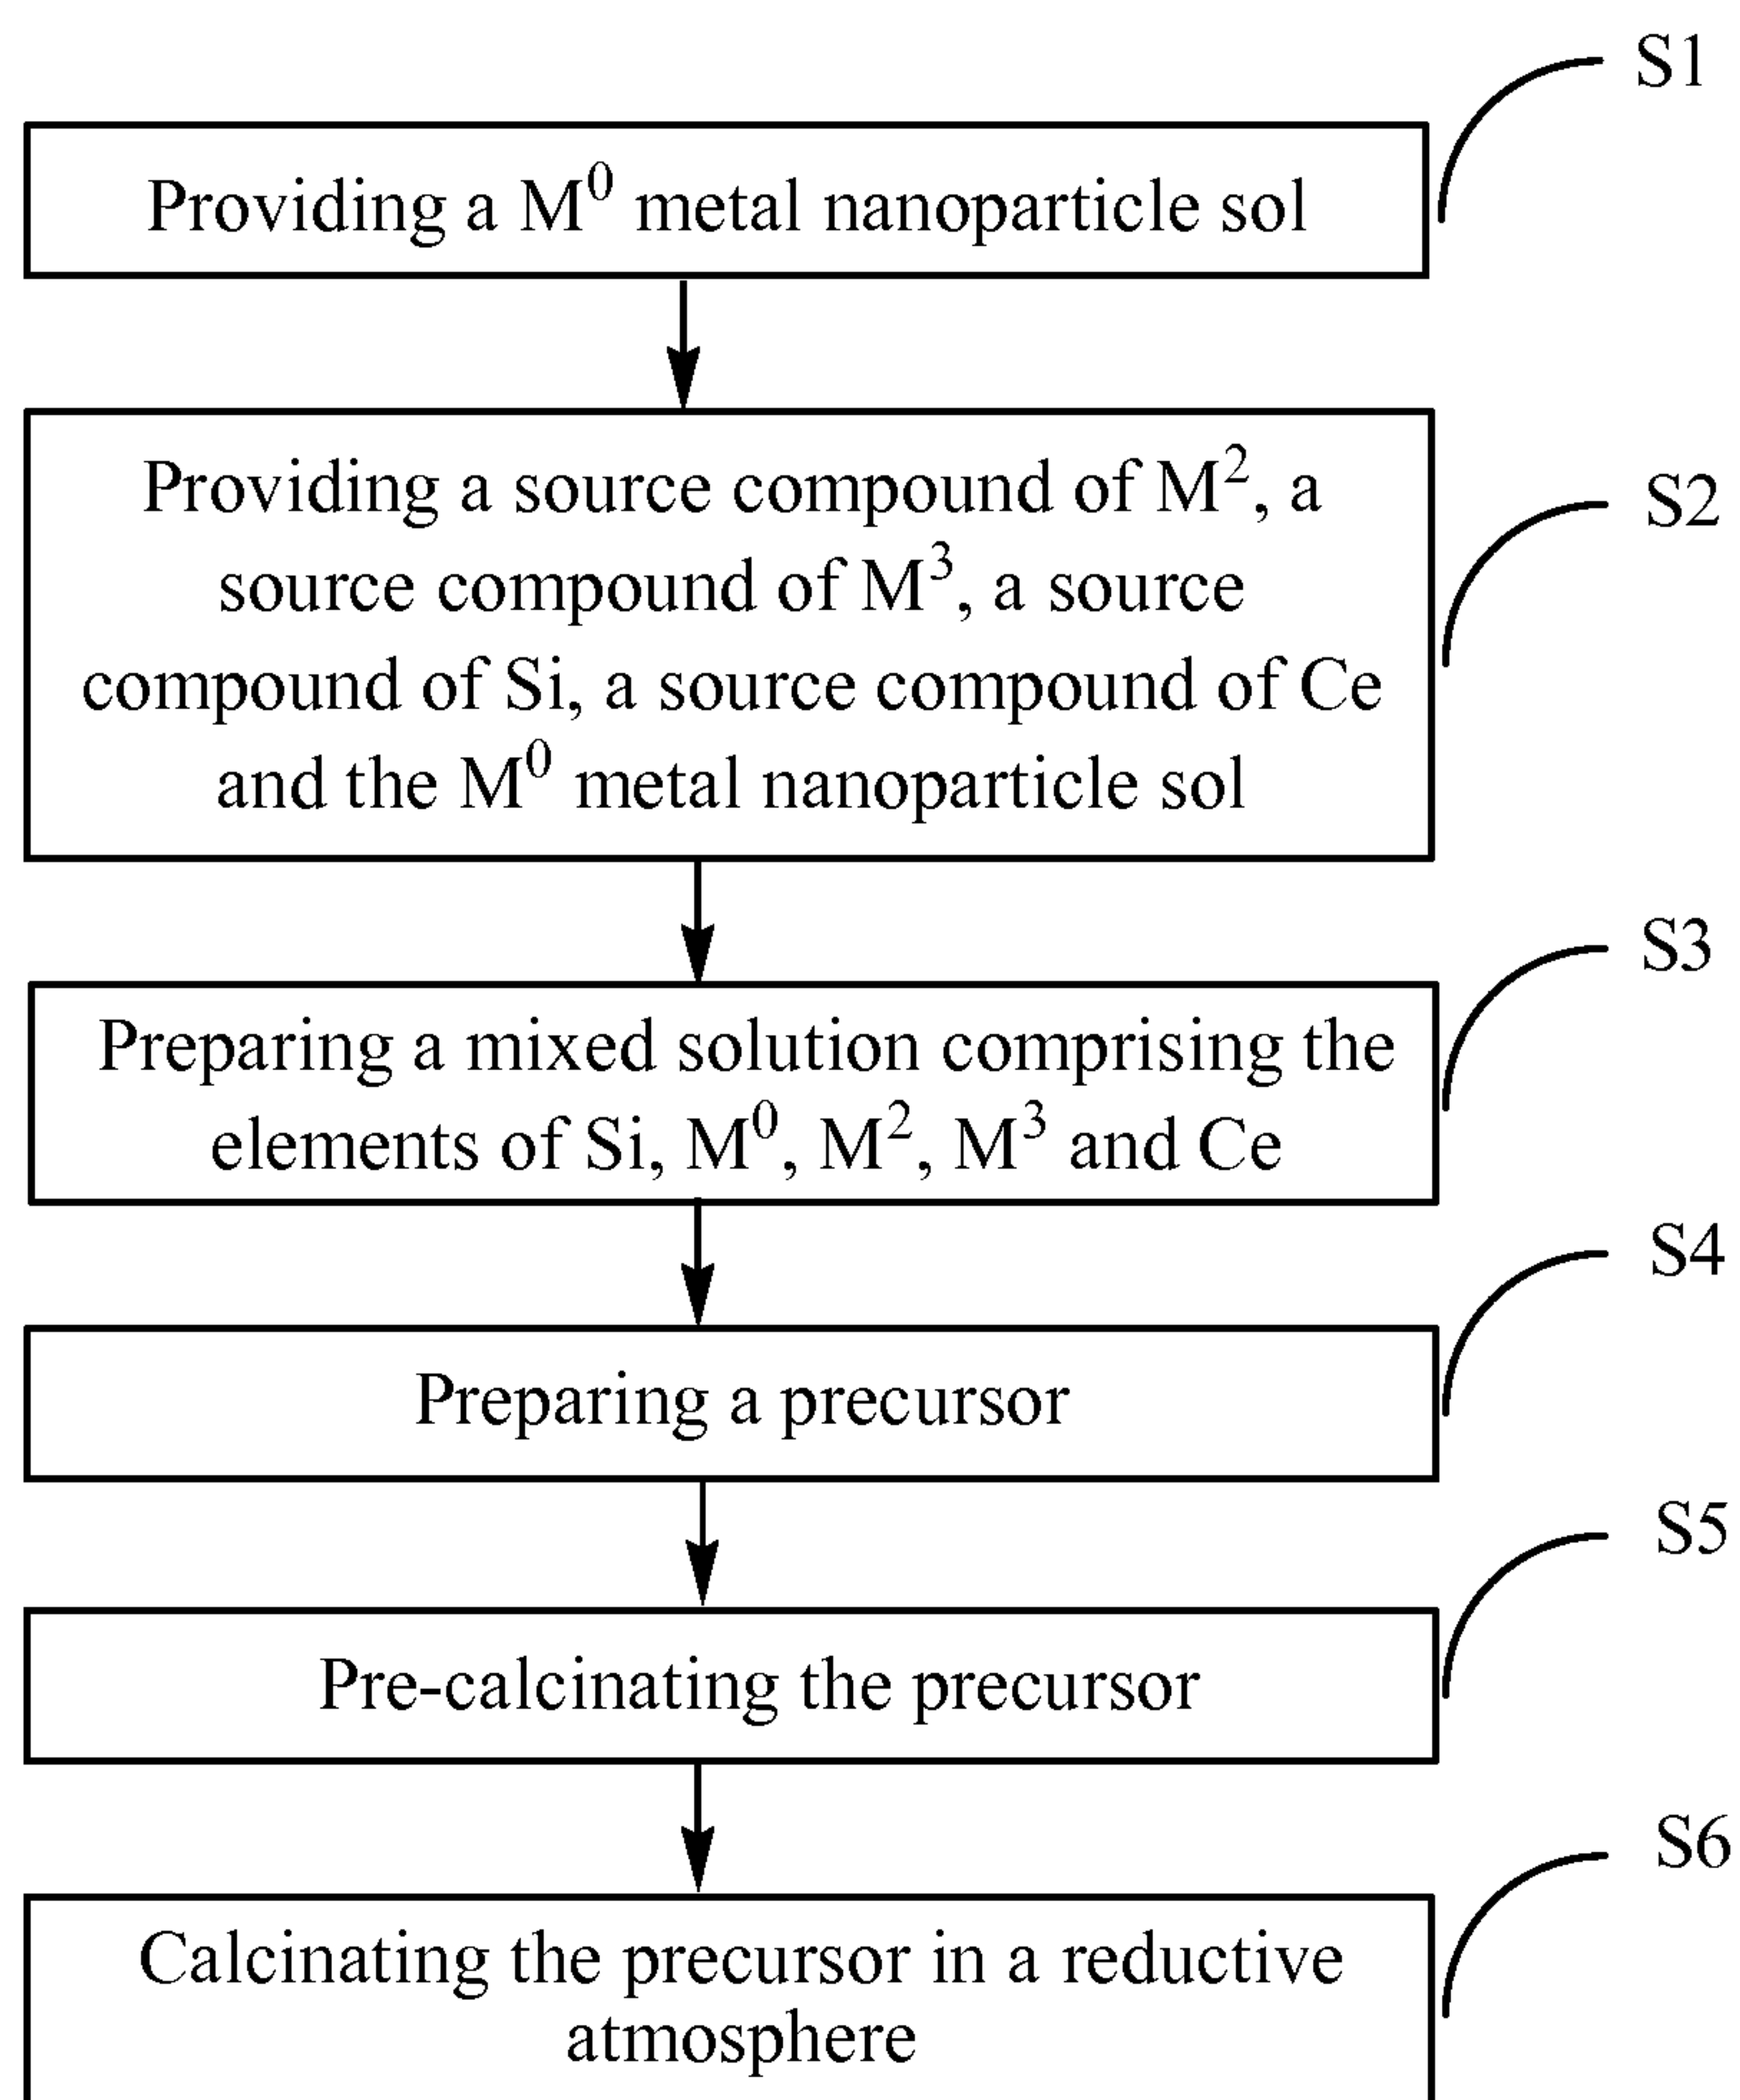 S1
Providing a M⁰ metal nanoparticle sol
S2
Providing a source compound of M², a
source compound of M³, a source
compound of Si, a source compound of Ce
and the M⁰ metal nanoparticle sol
S3
Preparing a mixed solution comprising the
elements of Si, M⁰, M², M³ and Ce
S4
Preparing a precursor
S5
Pre-calcinating the precursor
S6
Calcinating the precursor in a reductive
atmosphere